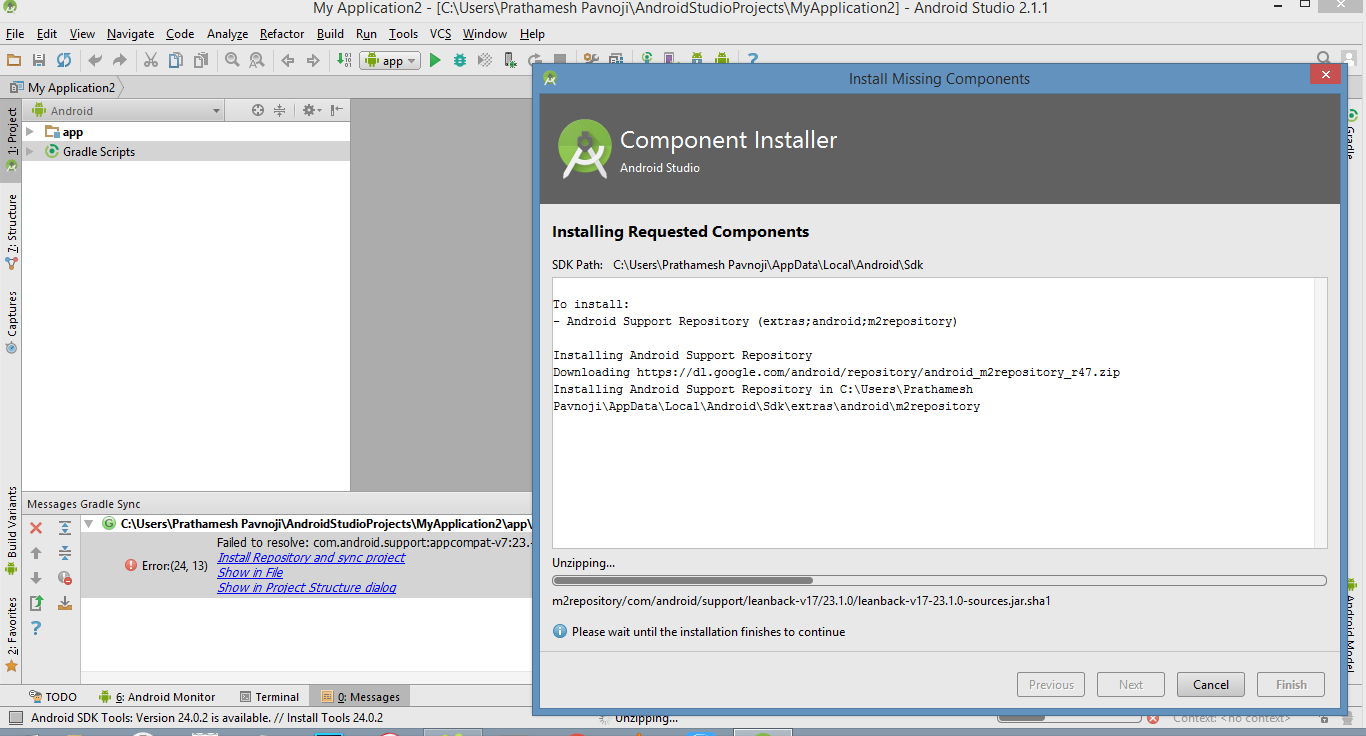 My Application2 - [C:\Users\Prathamesh Pavnoji\AndroidStudioProjects\MyApplication2] - Android Studio 2.1.1
File Edit View Navigate Code Analyze Refactor Build Run Tools VCS Window Help
app
My Application2
Install Missing Components
1: Project
7: Structure
Captures
Build Variants
2: Favorites
Android
app
Gradle Scripts
Gradle
Android Model
Component Installer
Android Studio
Installing Requested Components
SDK Path: C:\Users\Prathamesh Pavnoji\AppData\Local\Android\Sdk
To install:
- Android Support Repository (extras;android;m2repository)
Installing Android Support Repository
Downloading https://dl.google.com/android/repository/android_m2repository_r47.zip
Installing Android Support Repository in C:\Users\Prathamesh
Pavnoji\AppData\Local\Android\Sdk\extras\android\m2repository
Unzipping...
m2repository/com/android/support/leanback-v17/23.1.0/leanback-v17-23.1.0-sources.jar.sha1
Please wait until the installation finishes to continue
Previous Next Cancel Finish
Messages Gradle Sync
C:\Users\Prathamesh Pavnoji\AndroidStudioProjects\MyApplication2\app\
Failed to resolve: com.android.support:appcompat-v7:23.
Error:(24, 13)
Install Repository and sync project
Show in File
Show in Project Structure dialog
TODO 6: Android Monitor Terminal 0: Messages
Android SDK Tools: Version 24.0.2 is available. // Install Tools 24.0.2
Unzipping...
Context: <no context>